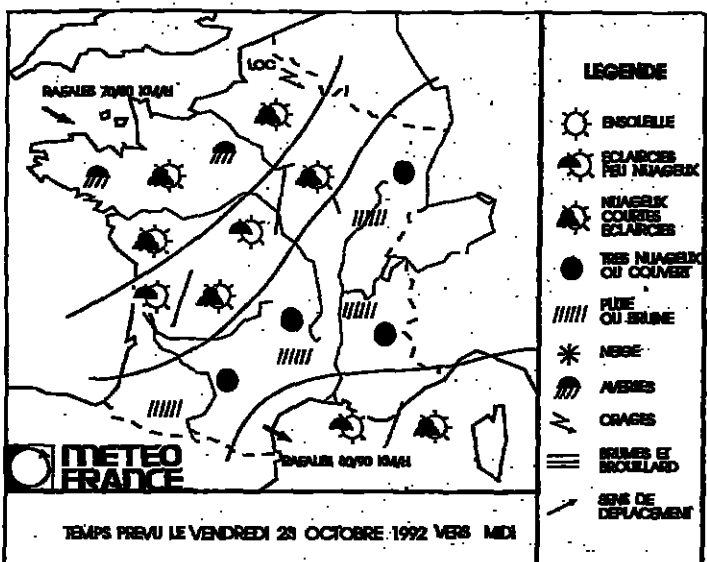 LOC
RAFALES 70/80 KM/H
RAFALES 80/90 KM/H
METEO
FRANCE
TEMPS PREVU LE VENDREDI 23 OCTOBRE 1992 VERS MIDI
LEGENDE
ENSOLEILLE
ECLAIRCIES
PEU NUAGEUX
NUAGEUX
COURTES
ECLAIRCIES
TRES NUAGEUX
OU COUVERT
PLUIE
OU BRUINE
NEIGE
AVERSES
ORAGES
BRUMES ET
BROUILLARD
SENS DE
DEPLACEMENT